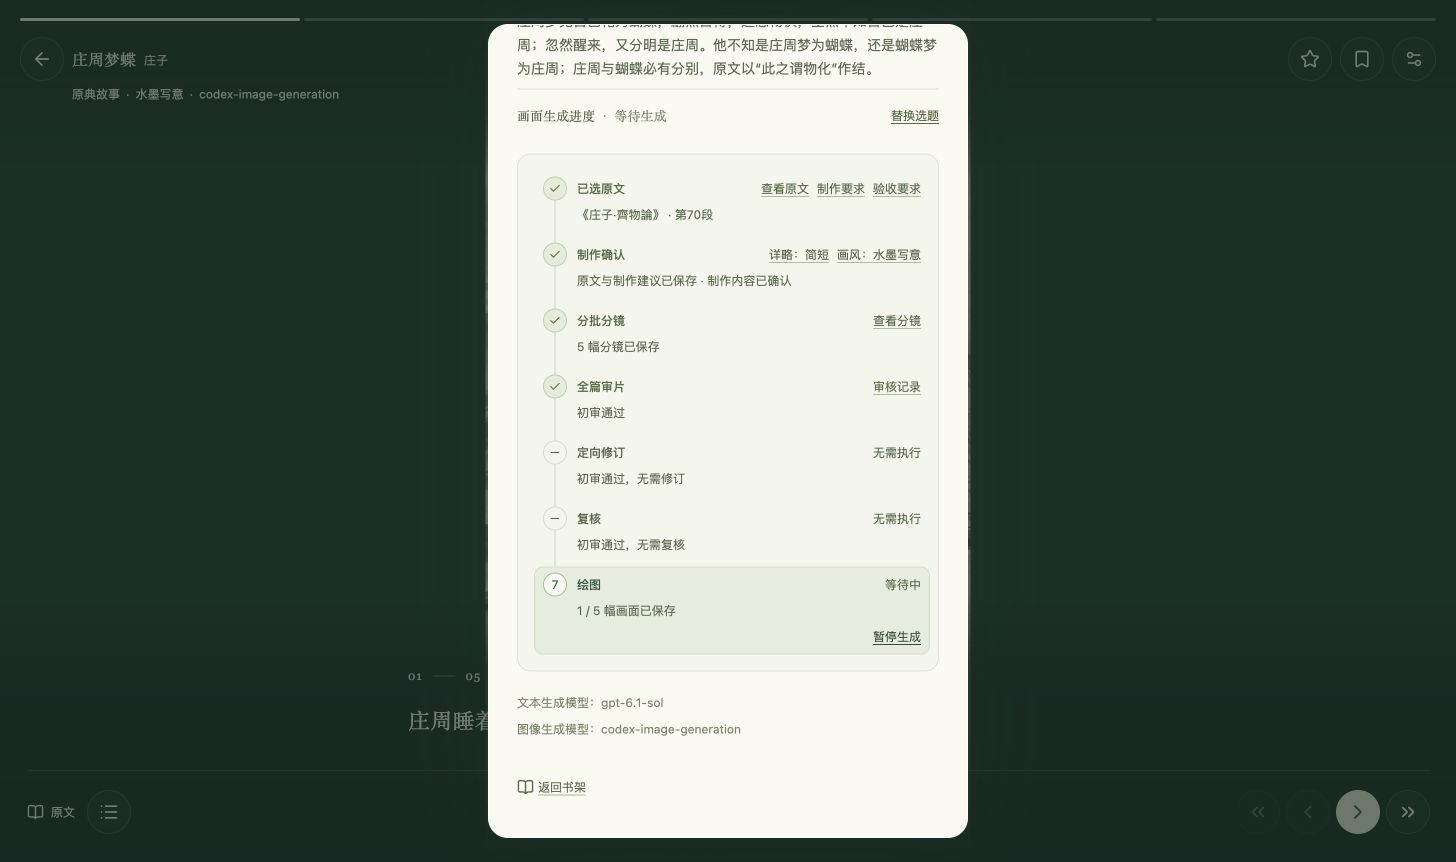 庄周梦蝶 庄子
原典故事 · 水墨写意 · codex-image-generation
周；忽然醒来，又分明是庄周。他不知是庄周梦为蝴蝶，还是蝴蝶梦
为庄周；庄周与蝴蝶必有分别，原文以“此之谓物化”作结。
画面生成进度 · 等待生成 替换选题
已选原文 查看原文 制作要求 验收要求
《庄子·齊物論》 · 第70段
制作确认 详略：简短 画风：水墨写意
原文与制作建议已保存 · 制作内容已确认
分批分镜 查看分镜
5 幅分镜已保存
全篇审片 审核记录
初审通过
定向修订 无需执行
初审通过，无需修订
复核 无需执行
初审通过，无需复核
7 绘图 等待中
1 / 5 幅画面已保存
暂停生成
文本生成模型：gpt-6.1-sol
图像生成模型：codex-image-generation
返回书架
01 — 05
庄周睡着
原文